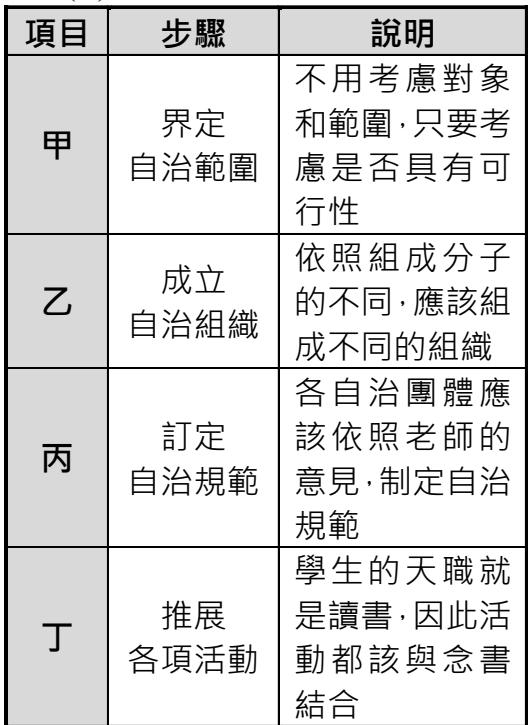 項目 步驟 說明
甲
界定
自治範圍
不用考慮對象
和範圍,只要考
慮是否具有可
行性
乙
成立
自治組織
依照組成分子
的不同,應該組
成不同的組織
丙
訂定
自治規範
各自治團體應
該依照老師的
意見,制定自治
規範
丁
推展
各項活動
學生的天職就
是讀書,因此活
動都該與念書
結合